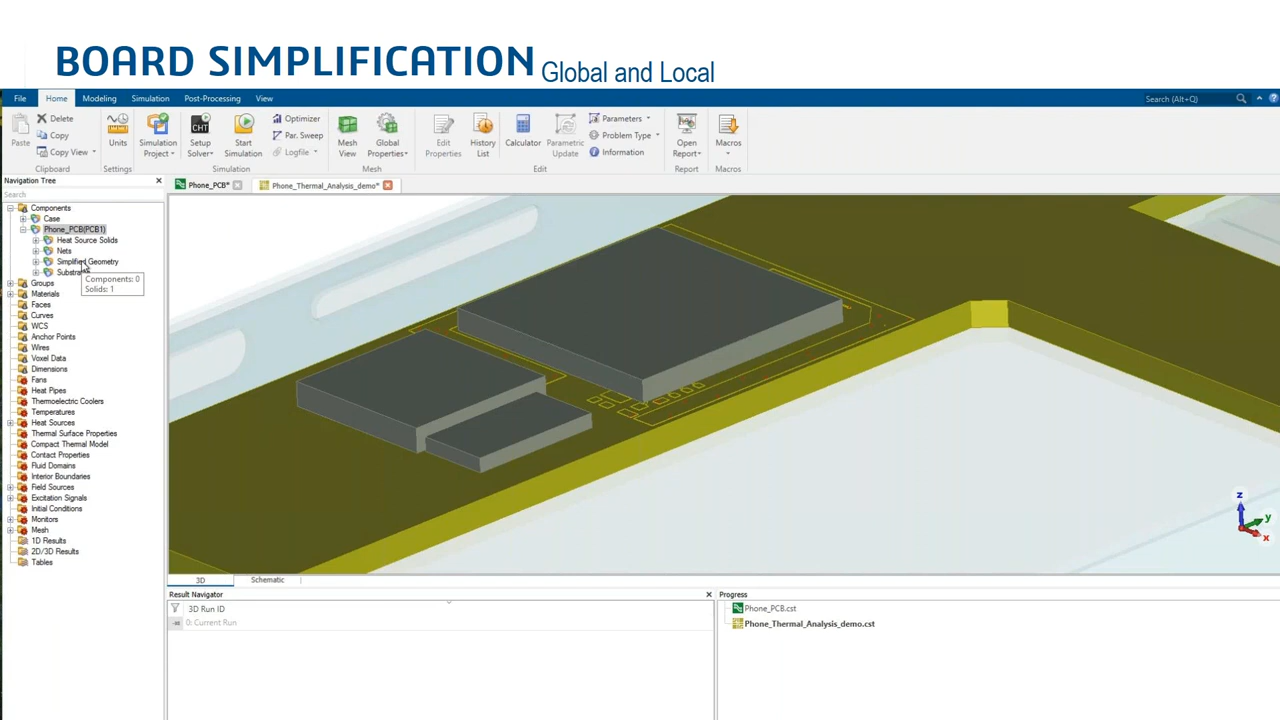 BOARD SIMPLIFICATION Global and Local
File Home Modeling Simulation Post-Processing View Search (Alt+Q)
Paste
Delete
Copy
Copy View
Clipboard
Units
Settings
Simulation Project
Setup Solver
Start Simulation
Optimizer
Par. Sweep
Logfile
Simulation
Mesh View
Global Properties
Mesh
Edit Properties
History List
Calculator
Parametric Update
Parameters
Problem Type
Information
Edit
Open Report
Report
Macros
Macros
Navigation Tree
Search
Components
Case
Phone_PCB(PCB1)
Heat Source Solids
Nets
Simplified Geometry
Components: 0
Solids: 1
Groups
Materials
Faces
Curves
WCS
Anchor Points
Wires
Voxel Data
Dimensions
Fans
Heat Pipes
Thermoelectric Coolers
Temperatures
Heat Sources
Thermal Surface Properties
Compact Thermal Model
Contact Properties
Fluid Domains
Interior Boundaries
Field Sources
Excitation Signals
Initial Conditions
Monitors
Mesh
1D Results
2D/3D Results
Tables
Phone_PCB*
Phone_Thermal_Analysis_demo*
z
y
x
3D Schematic
Result Navigator
3D Run ID
0: Current Run
Progress
Phone_PCB.cst
Phone_Thermal_Analysis_demo.cst